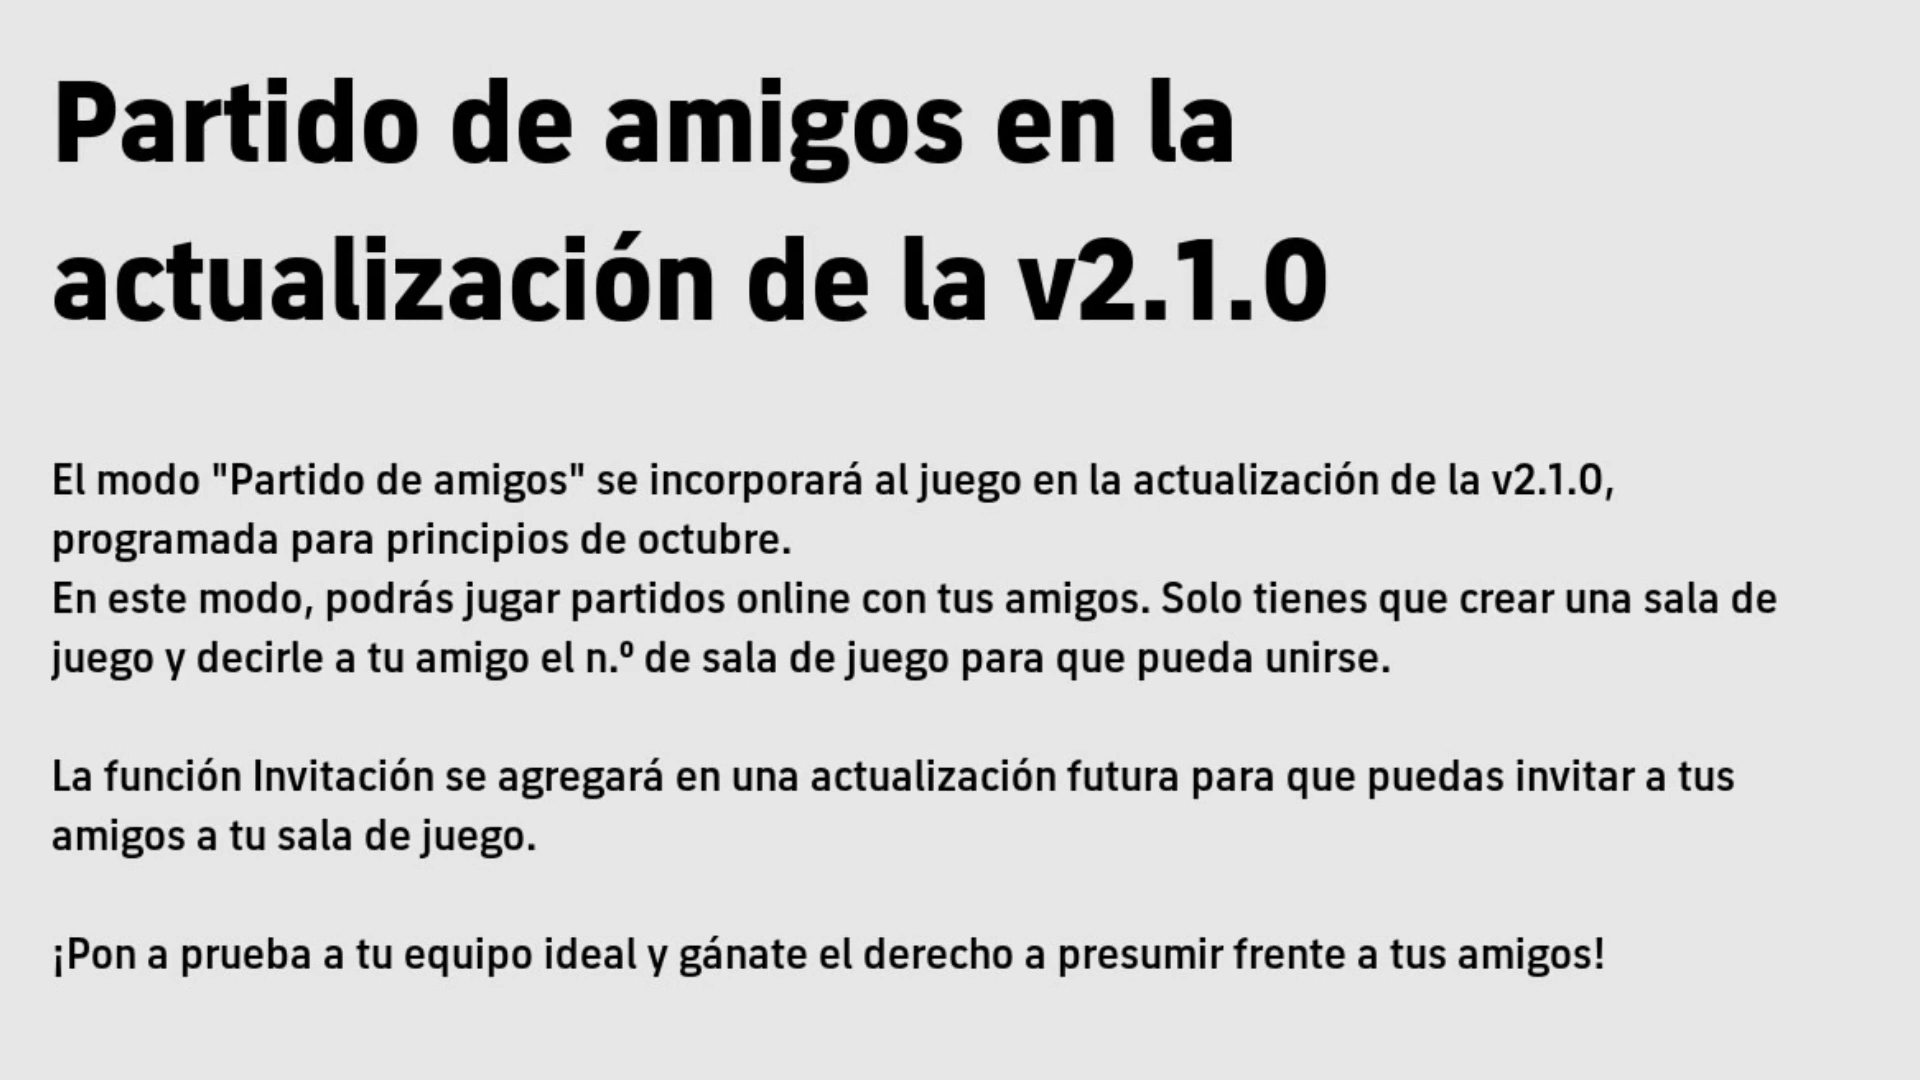 Partido de amigos en la
actualización de la v2.1.0
El modo "Partido de amigos" se incorporará al juego en la actualización de la v2.1.0,
programada para principios de octubre.
En este modo, podrás jugar partidos online con tus amigos. Solo tienes que crear una sala de
juego y decirle a tu amigo el n.º de sala de juego para que pueda unirse.
La función Invitación se agregará en una actualización futura para que puedas invitar a tus
amigos a tu sala de juego.
¡Pon a prueba a tu equipo ideal y gánate el derecho a presumir frente a tus amigos!